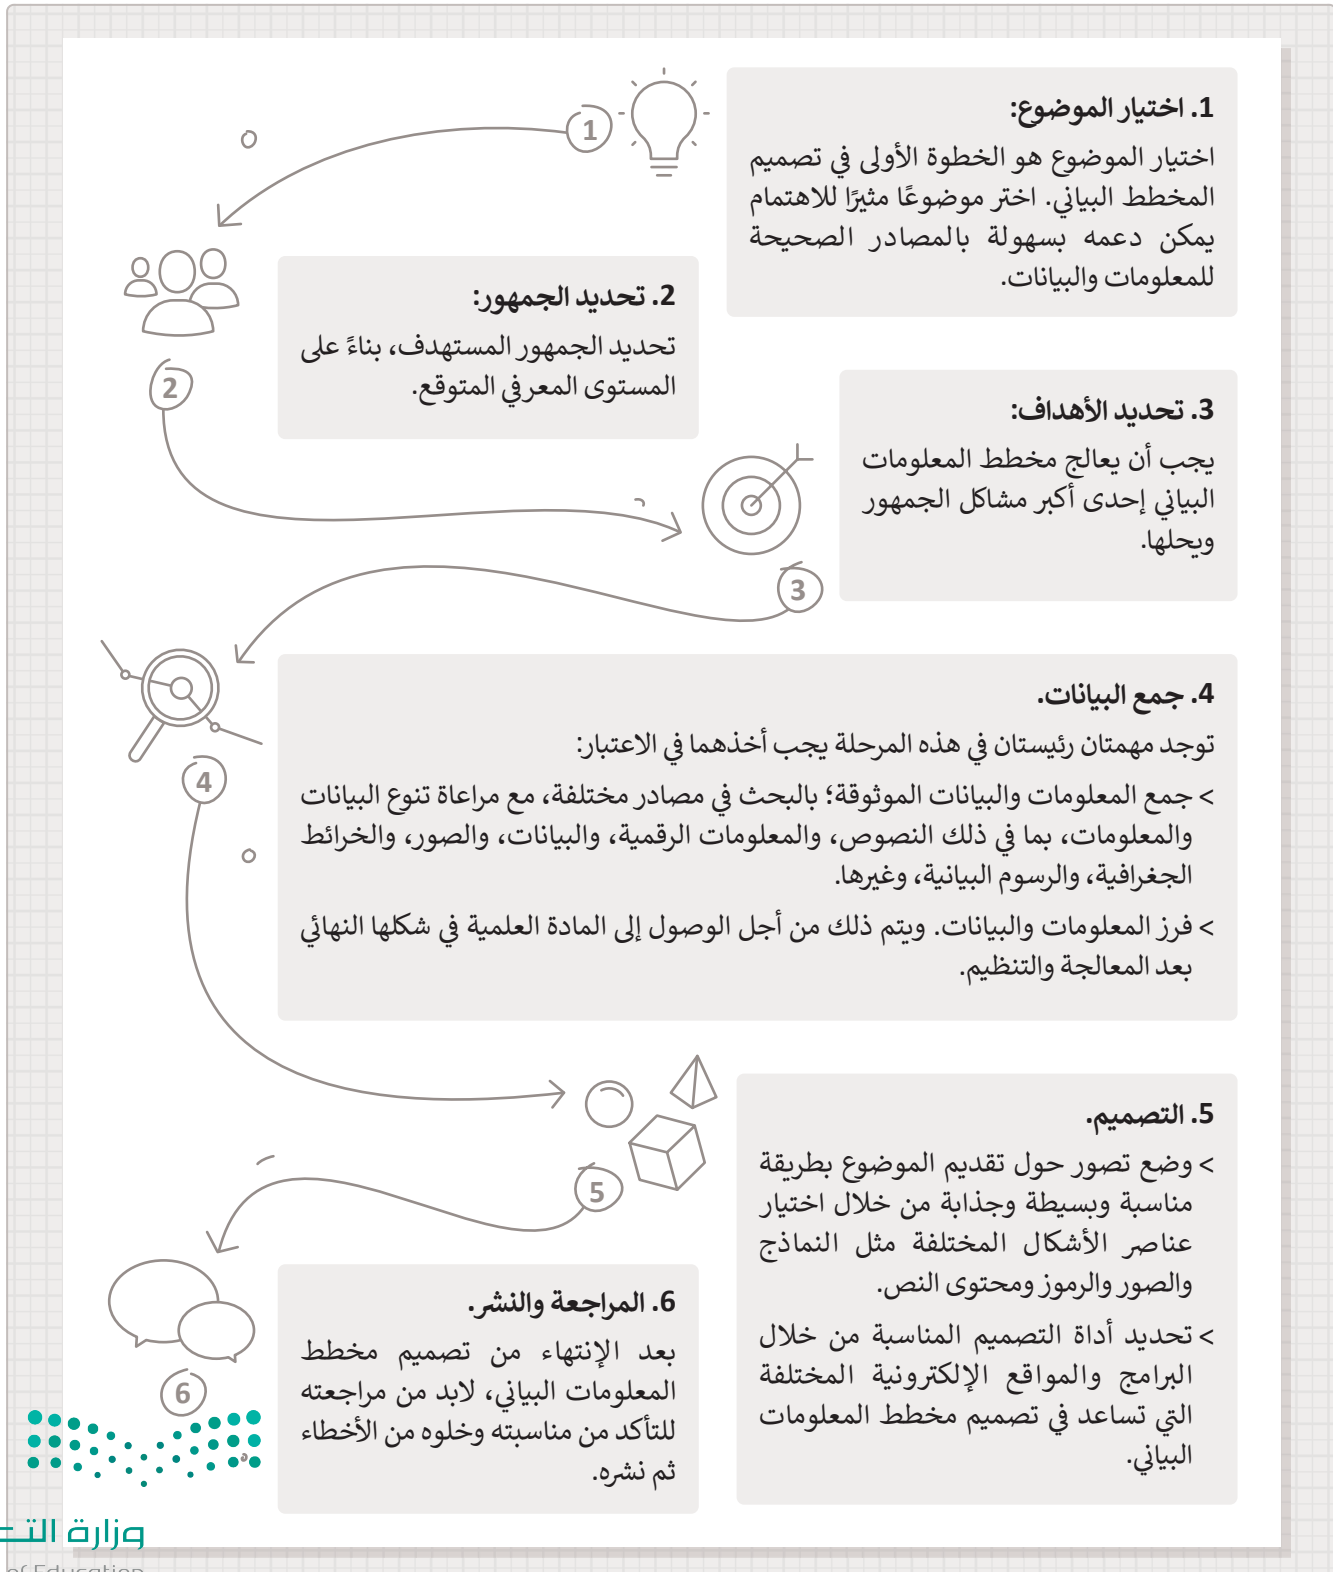 1
1. اختيار الموضوع:
اختيار الموضوع هو الخطوة الأولى في تصميم
المخطط البياني. اختر موضوعًا مثيرًا للاهتمام
يمكن دعمه بسهولة بالمصادر الصحيحة
للمعلومات والبيانات.
2
2. تحديد الجمهور:
تحديد الجمهور المستهدف، بناءً على
المستوى المعرفي المتوقع.
3. تحديد الأهداف:
يجب أن يعالج مخطط المعلومات
البياني إحدى أكبر مشاكل الجمهور
ويحلها.
3
4. جمع البيانات.
توجد مهمتان رئيستان في هذه المرحلة يجب أخذهما في الاعتبار:
> جمع المعلومات والبيانات الموثوقة؛ بالبحث في مصادر مختلفة، مع مراعاة تنوع البيانات
والمعلومات، بما في ذلك النصوص، والمعلومات الرقمية، والبيانات، والصور، والخرائط
الجغرافية، والرسوم البيانية، وغيرها.
> فرز المعلومات والبيانات. ويتم ذلك من أجل الوصول إلى المادة العلمية في شكلها النهائي
بعد المعالجة والتنظيم.
4
5. التصميم.
> وضع تصور حول تقديم الموضوع بطريقة
مناسبة وبسيطة وجذابة من خلال اختيار
عناصر الأشكال المختلفة مثل النماذج
والصور والرموز ومحتوى النص.
> تحديد أداة التصميم المناسبة من خلال
البرامج والمواقع الإلكترونية المختلفة
التي تساعد في تصميم مخطط المعلومات
البياني.
5
6. المراجعة والنشر.
بعد الإنتهاء من تصميم مخطط
المعلومات البياني، لابد من مراجعته
للتأكد من مناسبته وخلوه من الأخطاء
ثم نشره.
6
وزارة
of Education